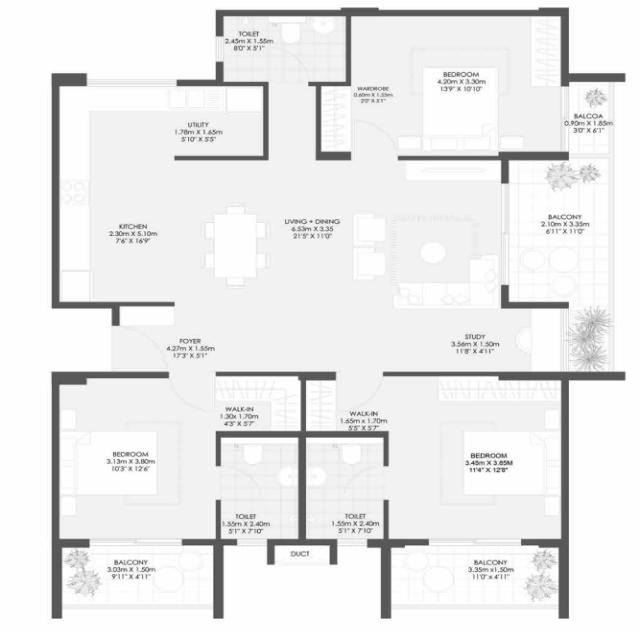 TOILET
2.45m X 1.55m
8'0" X 5'1"
BEDROOM
4.20m X 3.30m
13'9" X 10'10"
WARDROBE
0.60m X 1.55m
2'0" X 5'1"
BALCOA
0.90m X 1.85m
3'0" X 6'1"
UTILITY
1.78m X 1.65m
5'10" X 5'5"
KITCHEN
2.30m X 5.10m
7'6" X 16'9"
LIVING + DINING
6.53m X 3.35
21'5" X 11'0"
BALCONY
2.10m X 3.35m
6'11" X 11'0"
FOYER
4.27m X 1.55m
17'3" X 5'1"
STUDY
3.56m X 1.50m
11'8" X 4'11"
WALK-IN
1.30x 1.70m
4'3" X 5'7"
WALK-IN
1.65m x1.70m
5'5" X 5'7"
BEDROOM
3.13m X 3.80m
10'3" X 12'6"
BEDROOM
3.45m X 3.85M
11'4" X 12'8"
TOILET
1.55m X 2.40m
5'1" X 7'10"
TOILET
1.55m X 2.40m
5'1" X 7'10"
DUCT
BALCONY
3.03m X 1.50m
9'11" X 4'11"
BALCONY
3.35m x1.50m
11'0" x 4'11"